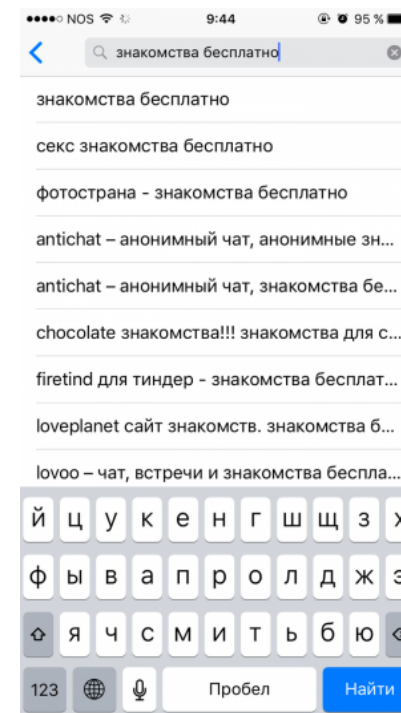 NOS 9:44 95 %
знакомства бесплатно
знакомства бесплатно
секс знакомства бесплатно
фотострана - знакомства бесплатно
antichat – анонимный чат, анонимные зн...
antichat – анонимный чат, знакомства бе...
chocolate знакомства!!! знакомства для с...
firetind для тиндер - знакомства бесплат...
loveplanet сайт знакомств. знакомства б...
lovoo – чат, встречи и знакомства беспла...
й ц у к е н г ш щ з х
ф ы в а п р о л д ж э
я ч с м и т ь б ю
123 Пробел Найти